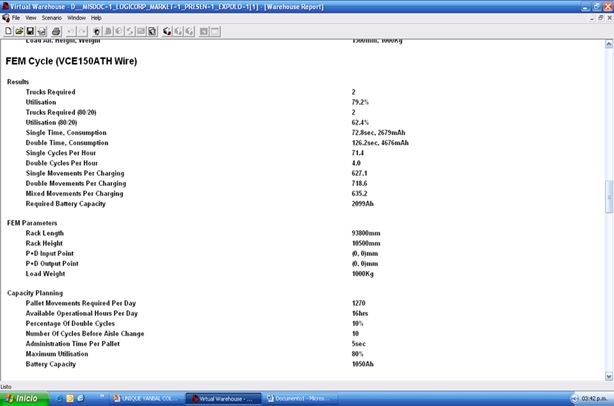 Virtual Warehouse - D__MISDOC~1_LOGICORP_MARKET~1_PRESEN~1_EXPOLO~1[1] - [Warehouse Report]
File View Scenario Window Help
Load Alt. Height, Weight 1500mm, 1000Kg
FEM Cycle (VCE150ATH Wire)
Results
Trucks Required 2
Utilisation 79.2%
Trucks Required (80/20) 2
Utilisation (80/20) 62.4%
Single Time, Consumption 72.8sec, 2679mAh
Double Time, Consumption 126.2sec, 4676mAh
Single Cycles Per Hour 71.4
Double Cycles Per Hour 4.0
Single Movements Per Charging 627.1
Double Movements Per Charging 718.6
Mixed Movements Per Charging 635.2
Required Battery Capacity 2099Ah
FEM Parameters
Rack Length 93800mm
Rack Height 10500mm
P+D Input Point (0, 0)mm
P+D Output Point (0, 0)mm
Load Weight 1000Kg
Capacity Planning
Pallet Movements Required Per Day 1270
Available Operational Hours Per Day 16hrs
Percentage Of Double Cycles 10%
Number Of Cycles Before Aisle Change 10
Administration Time Per Pallet 5sec
Maximum Utilisation 80%
Battery Capacity 1050Ah
Listo
Inicio UNIQUE YANBAL COL... Virtual Warehouse - ... Documento1 - Micros... 03:42 p.m.